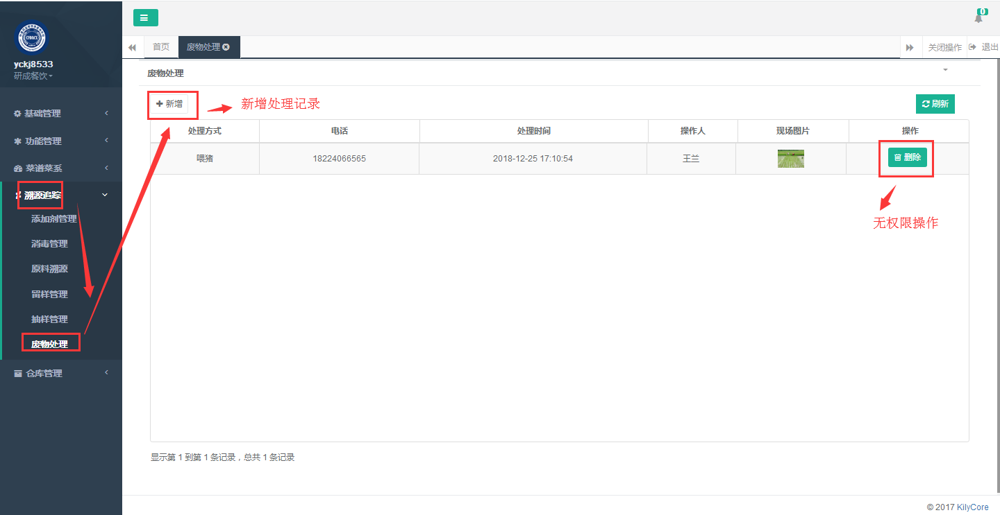 0
首页
废物处理
关闭操作
退出
yckj8533
研成餐饮
基础管理
功能管理
菜谱菜系
溯源追踪
添加剂管理
消毒管理
原料溯源
留样管理
抽样管理
废物处理
仓库管理
废物处理
新增
新增处理记录
刷新
处理方式 电话 处理时间 操作人 现场图片 操作
喂猪 18224066565 2018-12-25 17:10:54 王兰 删除
无权限操作
显示第 1 到第 1 条记录，总共 1 条记录
© 2017 KilyCore